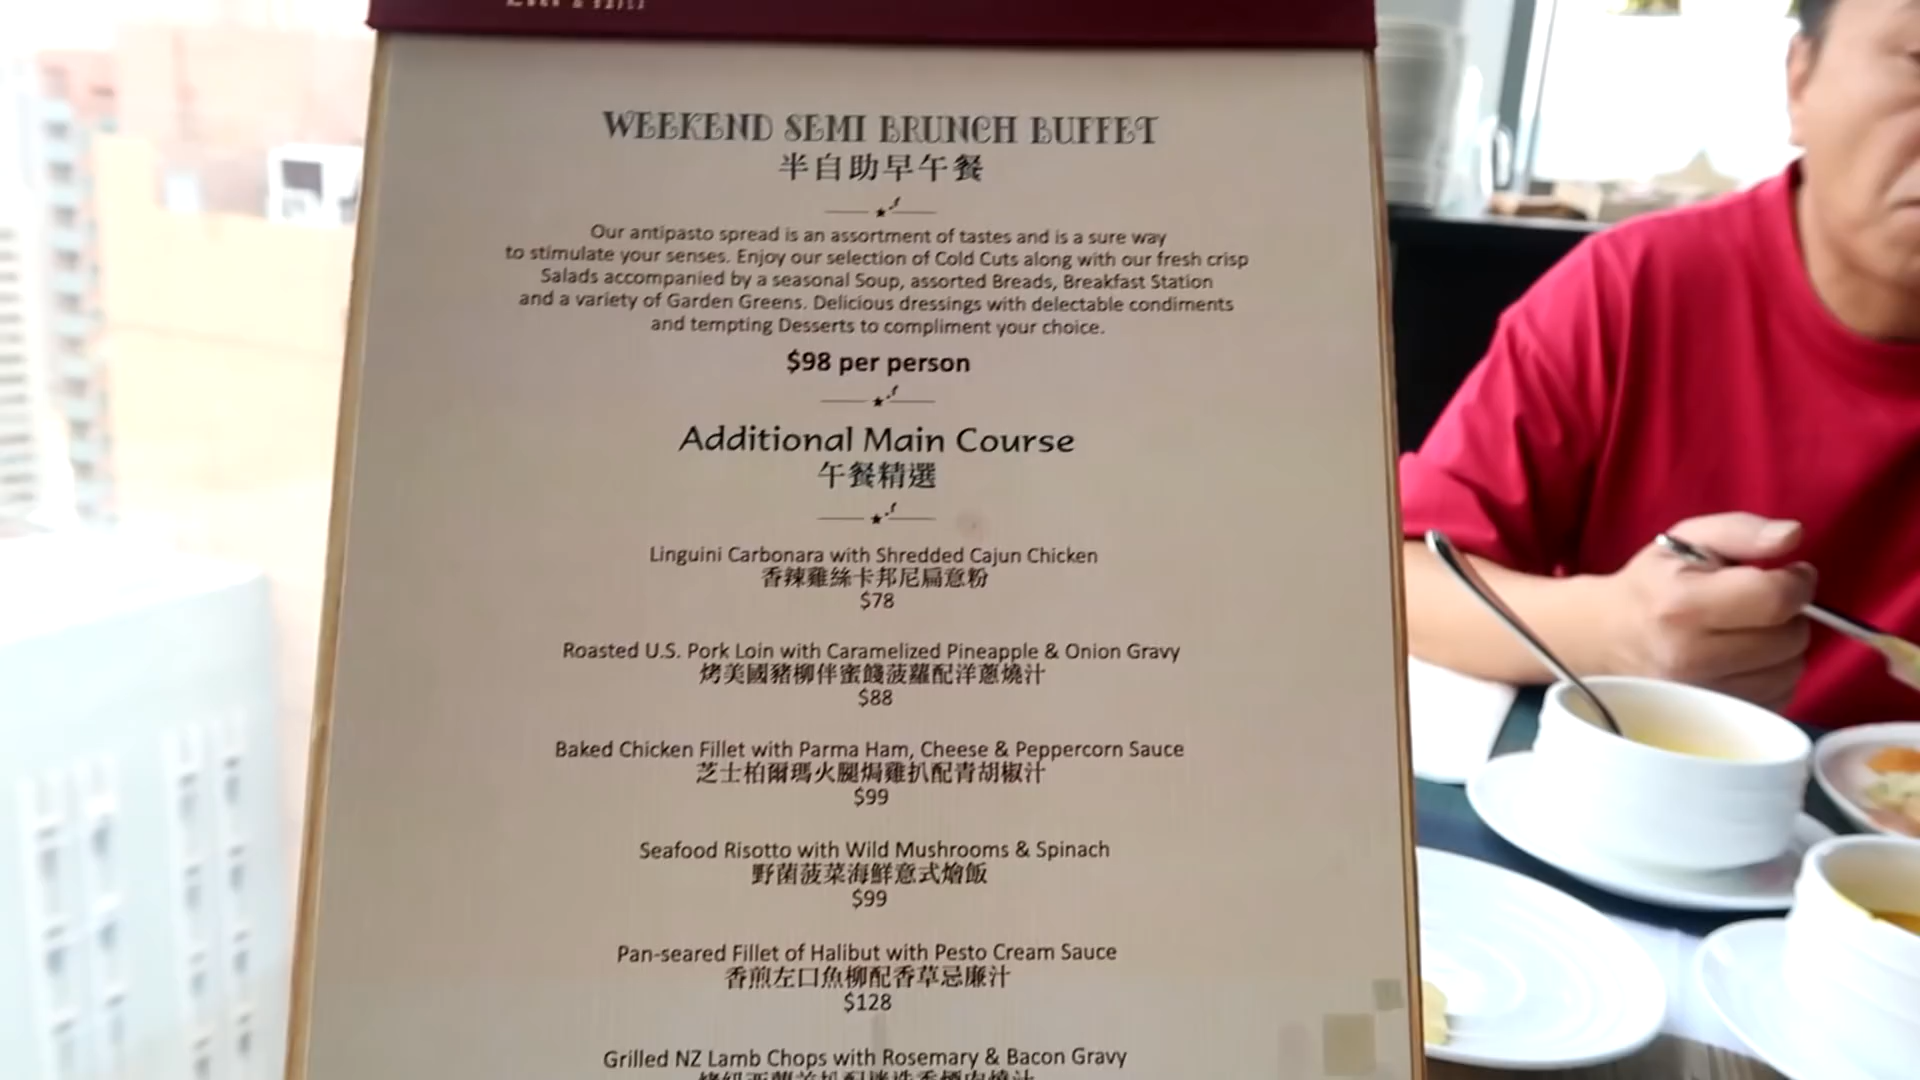 WEEKEND SEMI BRUNCH BUFFET
半自助早午餐
Our antipasto spread is an assortment of tastes and is a sure way
to stimulate your senses. Enjoy our selection of Cold Cuts along with our fresh crisp
Salads accompanied by a seasonal Soup, assorted Breads, Breakfast Station
and a variety of Garden Greens. Delicious dressings with delectable condiments
and tempting Desserts to compliment your choice.
$98 per person
Additional Main Course
午餐精選
Linguini Carbonara with Shredded Cajun Chicken
香辣雞絲卡邦尼扁意粉
$78
Roasted U.S. Pork Loin with Caramelized Pineapple & Onion Gravy
烤美國豬柳伴蜜餞菠蘿配洋蔥燒汁
$88
Baked Chicken Fillet with Parma Ham, Cheese & Peppercorn Sauce
芝士柏爾瑪火腿焗雞扒配青胡椒汁
$99
Seafood Risotto with Wild Mushrooms & Spinach
野菌菠菜海鮮意式燴飯
$99
Pan-seared Fillet of Halibut with Pesto Cream Sauce
香煎左口魚柳配香草忌廉汁
$128
Grilled NZ Lamb Chops with Rosemary & Bacon Gravy